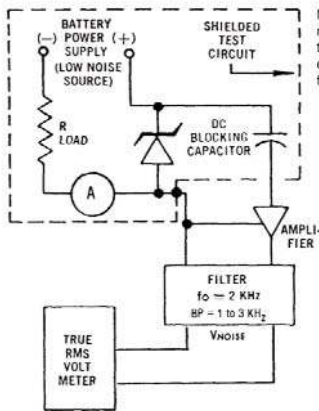 BATTERY
(-) POWER (+)
SUPPLY
(LOW NOISE
SOURCE)
SHIELDED
TEST
CIRCUIT
R
LOAD
DC
BLOCKING
CAPACITOR
A
AMPLI-
FIER
FILTER
fo = 2 KHz
BP = 1 to 3 KHz
VNOISE
TRUE
RMS
VOLT
METER